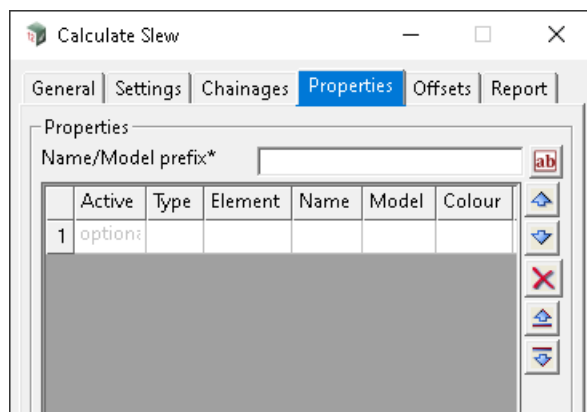 Calculate Slew
General Settings Chainages Properties Offsets Report
Properties
Name/Model prefix* ab
Active Type Element Name Model Colour
1 optiona